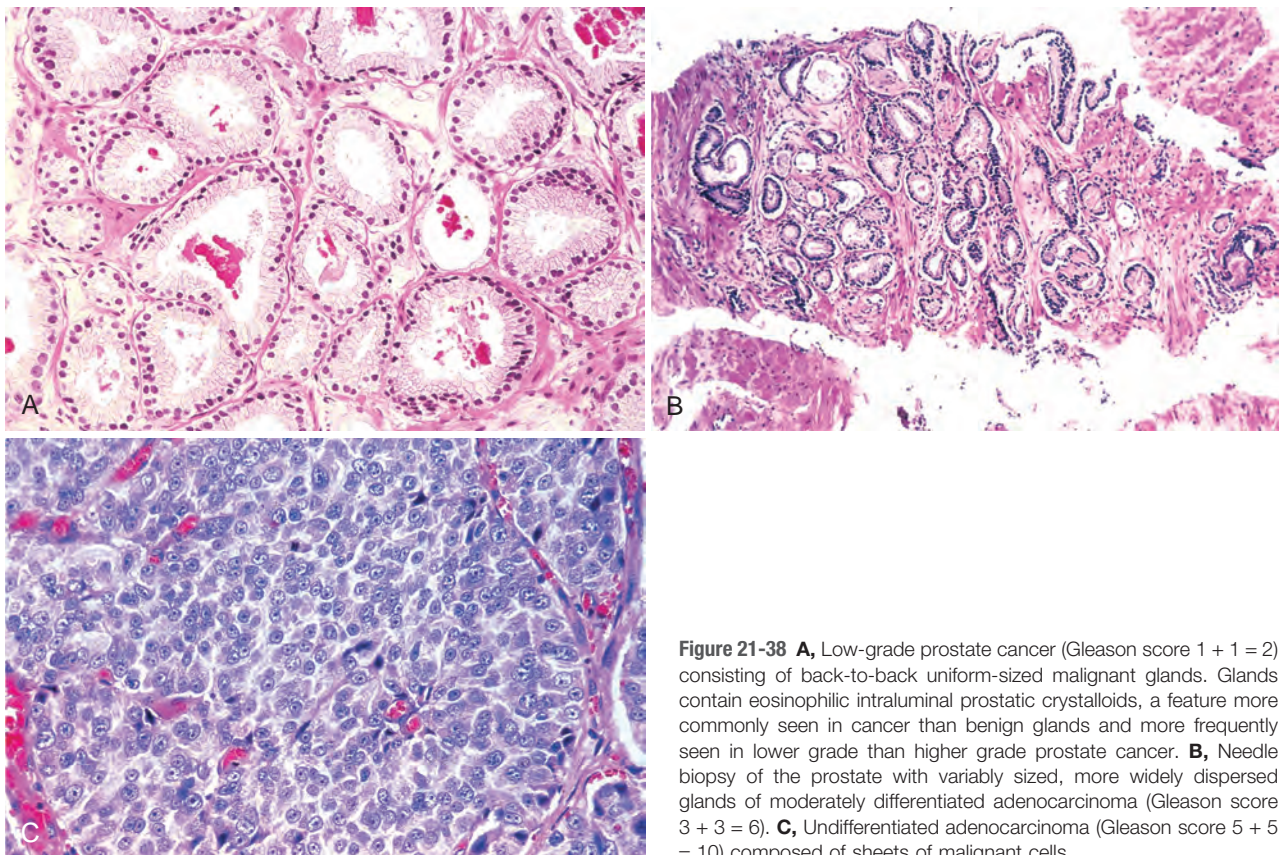 A
B
C
Figure 21-38 A, Low-grade prostate cancer (Gleason score 1 + 1 = 2)
consisting of back-to-back uniform-sized malignant glands. Glands
contain eosinophilic intraluminal prostatic crystalloids, a feature more
commonly seen in cancer than benign glands and more frequently
seen in lower grade than higher grade prostate cancer. B, Needle
biopsy of the prostate with variably sized, more widely dispersed
glands of moderately differentiated adenocarcinoma (Gleason score
3 + 3 = 6). C, Undifferentiated adenocarcinoma (Gleason score 5 + 5
= 10) composed of sheets of malignant cells.